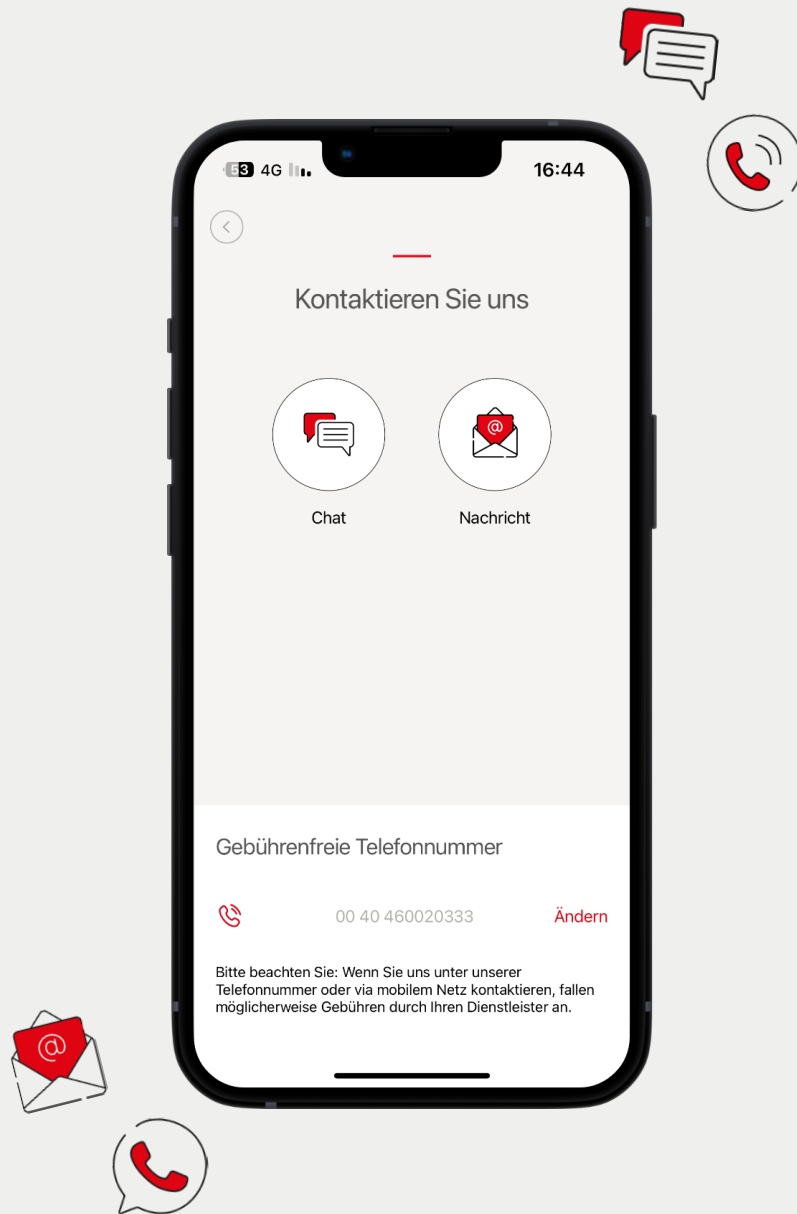 53 4G 16:44
Kontaktieren Sie uns
@
Chat Nachricht
Gebührenfreie Telefonnummer
00 40 460020333 Ändern
Bitte beachten Sie: Wenn Sie uns unter unserer
Telefonnummer oder via mobilem Netz kontaktieren, fallen
möglicherweise Gebühren durch Ihren Dienstleister an.
@